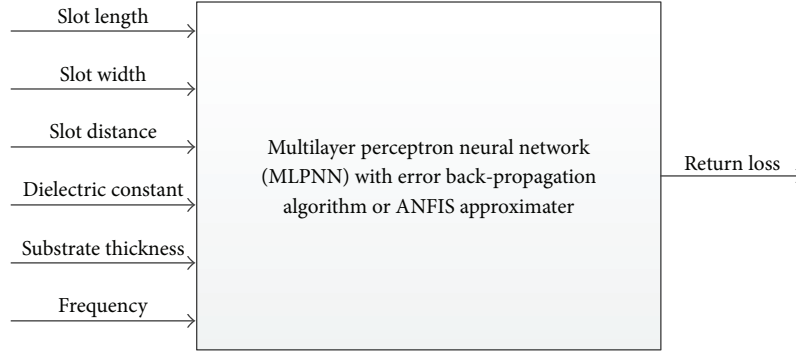 Slot length
Slot width
Slot distance
Dielectric constant
Substrate thickness
Frequency
Multilayer perceptron neural network
(MLPNN) with error back-propagation
algorithm or ANFIS approximater
Return loss